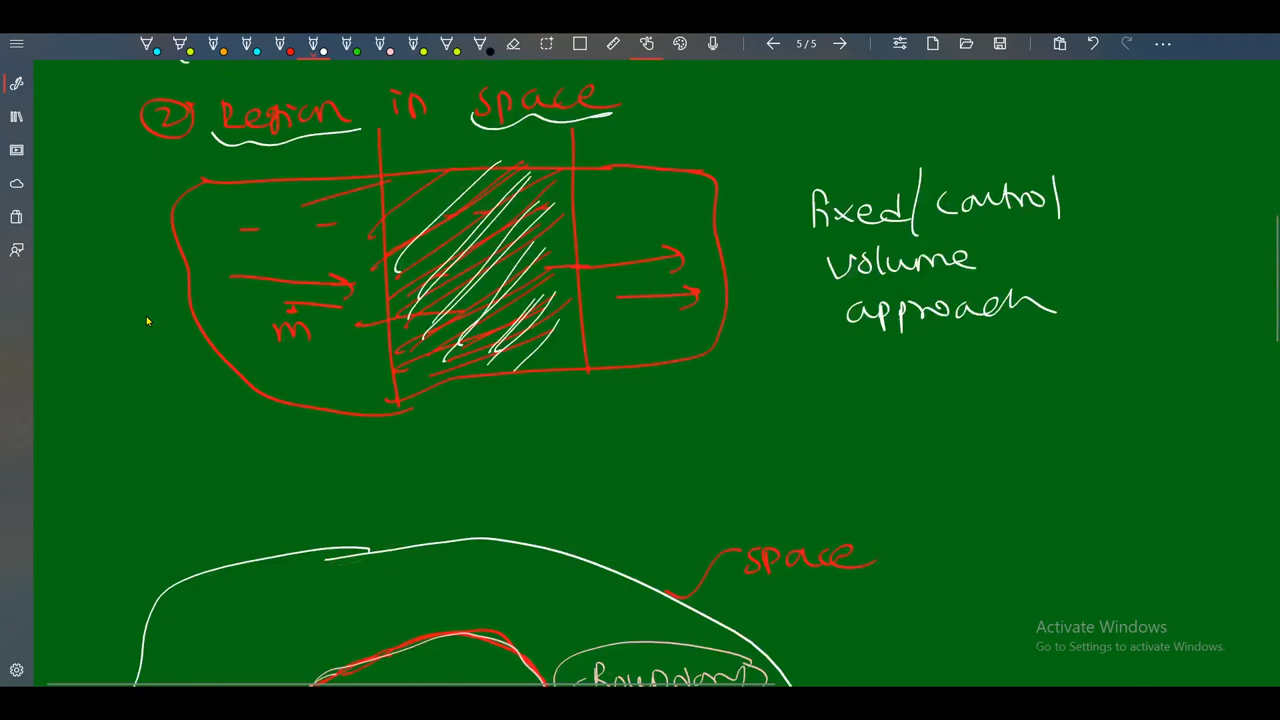 5/5
② Region in space
fixed/control
volume
approach
ṁ
space
Boundary
Activate Windows
Go to Settings to activate Windows.